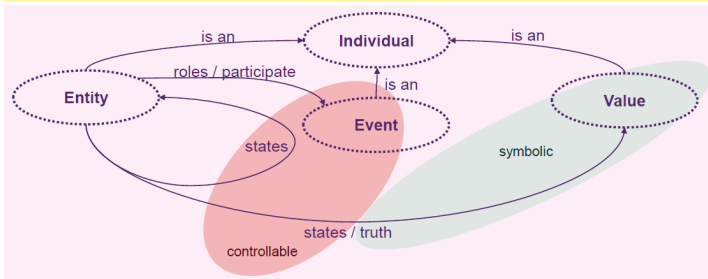 is an
Individual
is an
roles / participate
is an
Entity
Event
Value
states
symbolic
states / truth
controllable